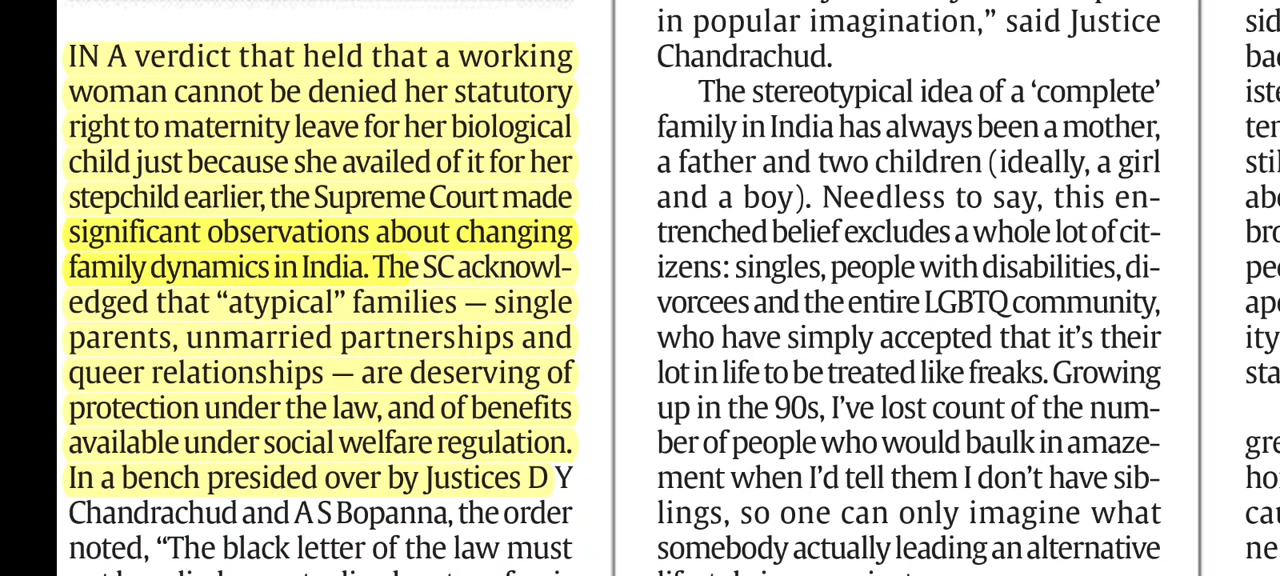 IN A verdict that held that a working
woman cannot be denied her statutory
right to maternity leave for her biological
child just because she availed of it for her
stepchild earlier, the Supreme Court made
significant observations about changing
family dynamics in India. The SC acknowl-
edged that “atypical” families — single
parents, unmarried partnerships and
queer relationships — are deserving of
protection under the law, and of benefits
available under social welfare regulation.
In a bench presided over by Justices D Y
Chandrachud and A S Bopanna, the order
noted, “The black letter of the law must
in popular imagination,” said Justice
Chandrachud.
The stereotypical idea of a ‘complete’
family in India has always been a mother,
a father and two children (ideally, a girl
and a boy). Needless to say, this en-
trenched belief excludes a whole lot of cit-
izens: singles, people with disabilities, di-
vorcees and the entire LGBTQ community,
who have simply accepted that it’s their
lot in life to be treated like freaks. Growing
up in the 90s, I’ve lost count of the num-
ber of people who would baulk in amaze-
ment when I’d tell them I don’t have sib-
lings, so one can only imagine what
somebody actually leading an alternative